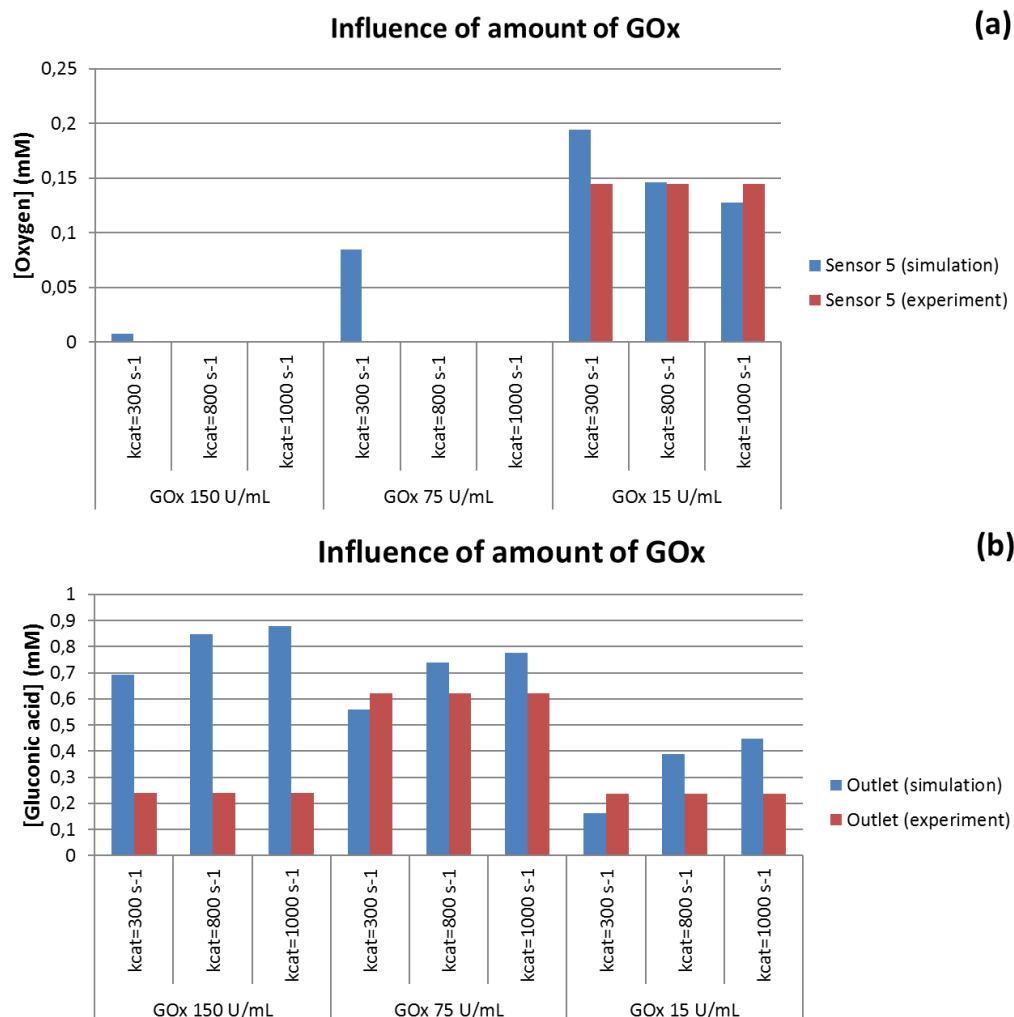 Influence of amount of GOx
(a)
[Oxygen] (mM)
0,25
0,2
0,15
0,1
0,05
0
kcat=300 s-1
kcat=800 s-1
kcat=1000 s-1
kcat=300 s-1
kcat=800 s-1
kcat=1000 s-1
kcat=300 s-1
kcat=800 s-1
kcat=1000 s-1
GOx 150 U/mL
GOx 75 U/mL
GOx 15 U/mL
Sensor 5 (simulation)
Sensor 5 (experiment)
Influence of amount of GOx
(b)
[Gluconic acid] (mM)
1
0,9
0,8
0,7
0,6
0,5
0,4
0,3
0,2
0,1
0
kcat=300 s-1
kcat=800 s-1
kcat=1000 s-1
kcat=300 s-1
kcat=800 s-1
kcat=1000 s-1
kcat=300 s-1
kcat=800 s-1
kcat=1000 s-1
GOx 150 U/mL
GOx 75 U/mL
GOx 15 U/mL
Outlet (simulation)
Outlet (experiment)